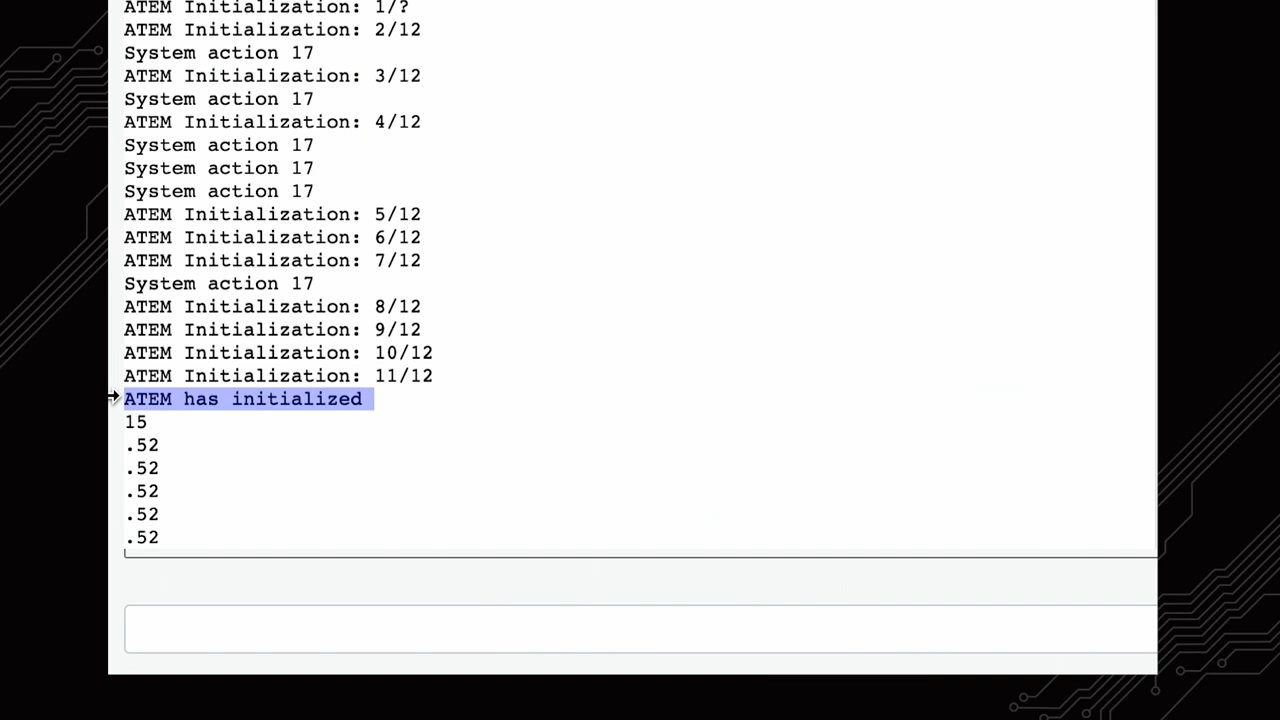 ATEM Initialization: 1/?
ATEM Initialization: 2/12
System action 17
ATEM Initialization: 3/12
System action 17
ATEM Initialization: 4/12
System action 17
System action 17
System action 17
ATEM Initialization: 5/12
ATEM Initialization: 6/12
ATEM Initialization: 7/12
System action 17
ATEM Initialization: 8/12
ATEM Initialization: 9/12
ATEM Initialization: 10/12
ATEM Initialization: 11/12
ATEM has initialized
15
.52
.52
.52
.52
.52